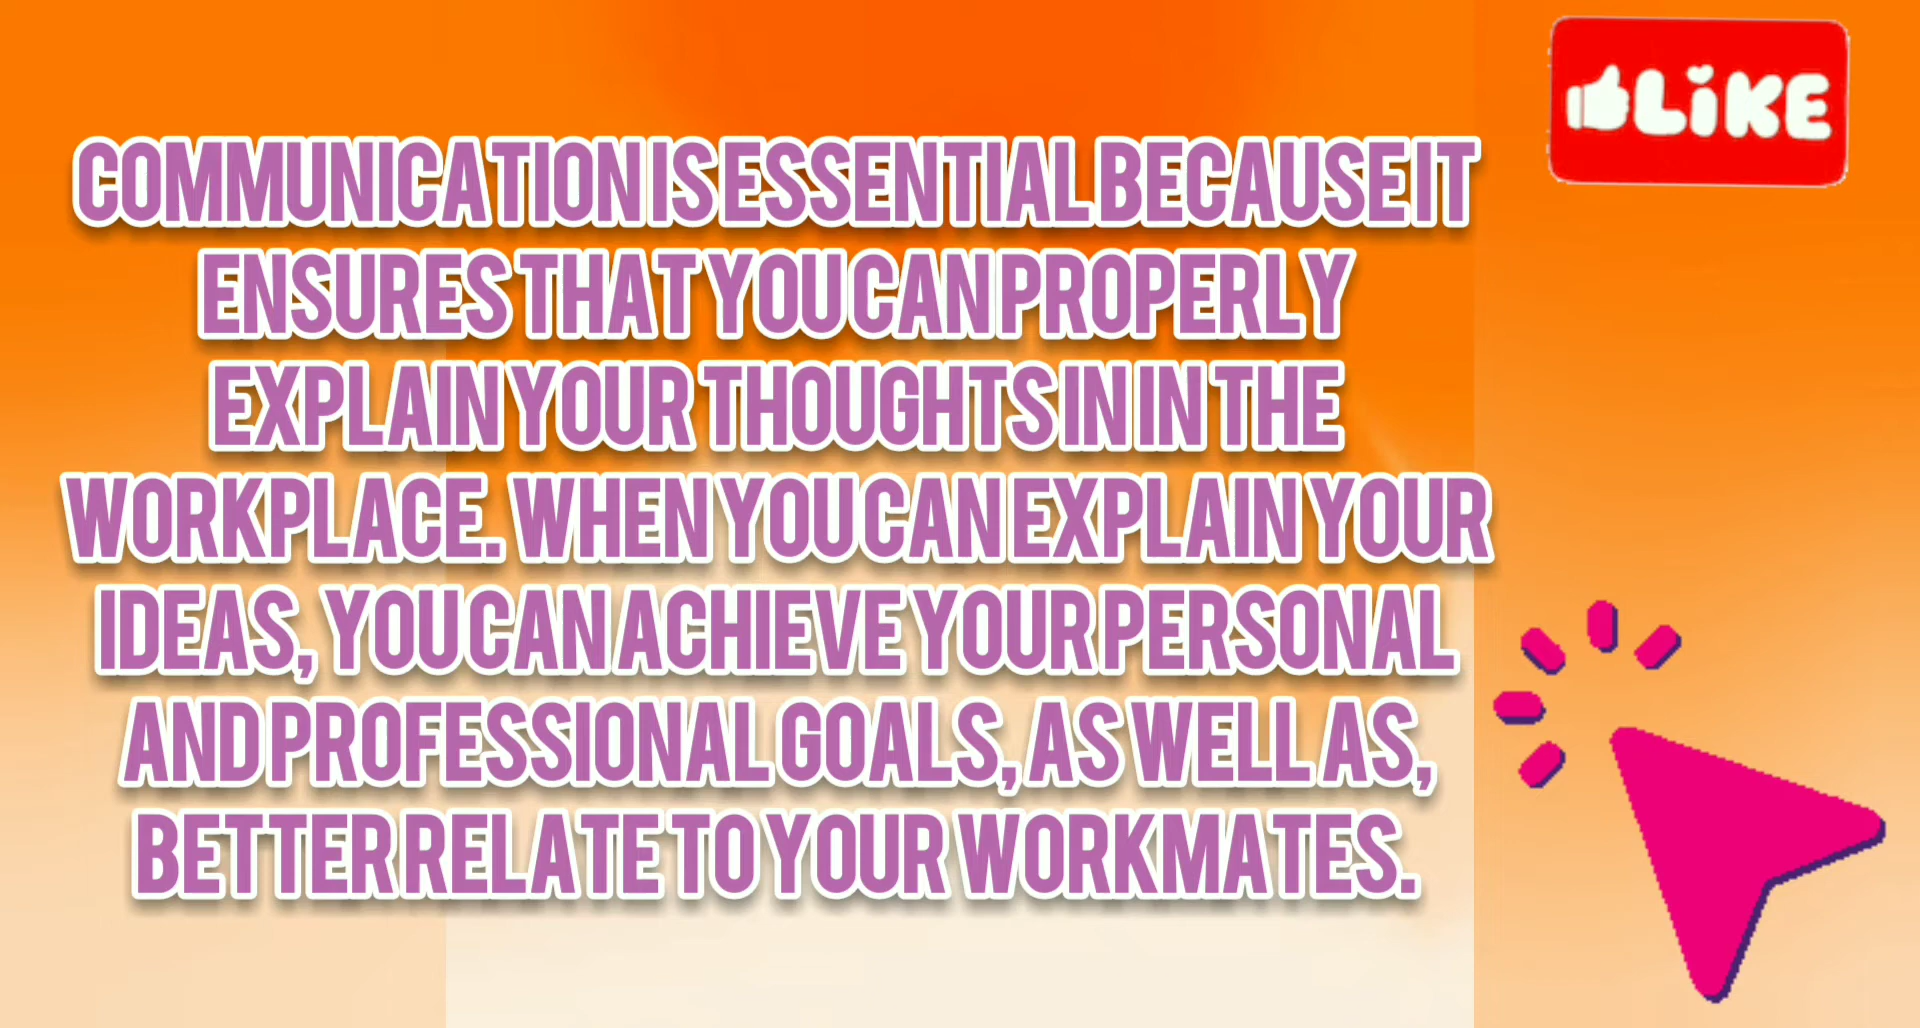 COMMUNICATION IS ESSENTIAL BECAUSE IT
ENSURES THAT YOU CAN PROPERLY
EXPLAIN YOUR THOUGHTS IN IN THE
WORKPLACE. WHEN YOU CAN EXPLAIN YOUR
IDEAS, YOU CAN ACHIEVE YOUR PERSONAL
AND PROFESSIONAL GOALS, AS WELL AS,
BETTER RELATE TO YOUR WORKMATES.
LiKE